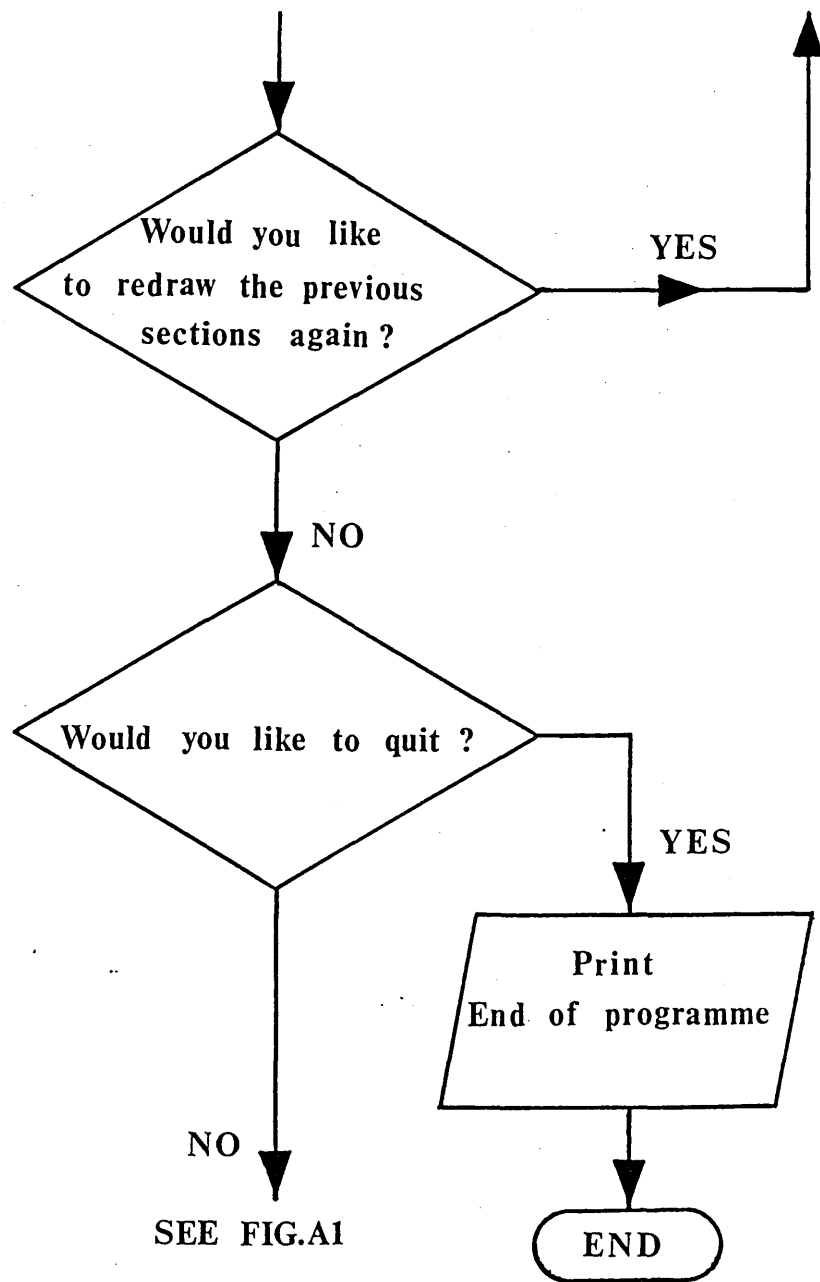 Would you like
to redraw the previous
sections again ?
YES
NO
Would you like to quit ?
YES
Print
End of programme
NO
SEE FIG.A1
END